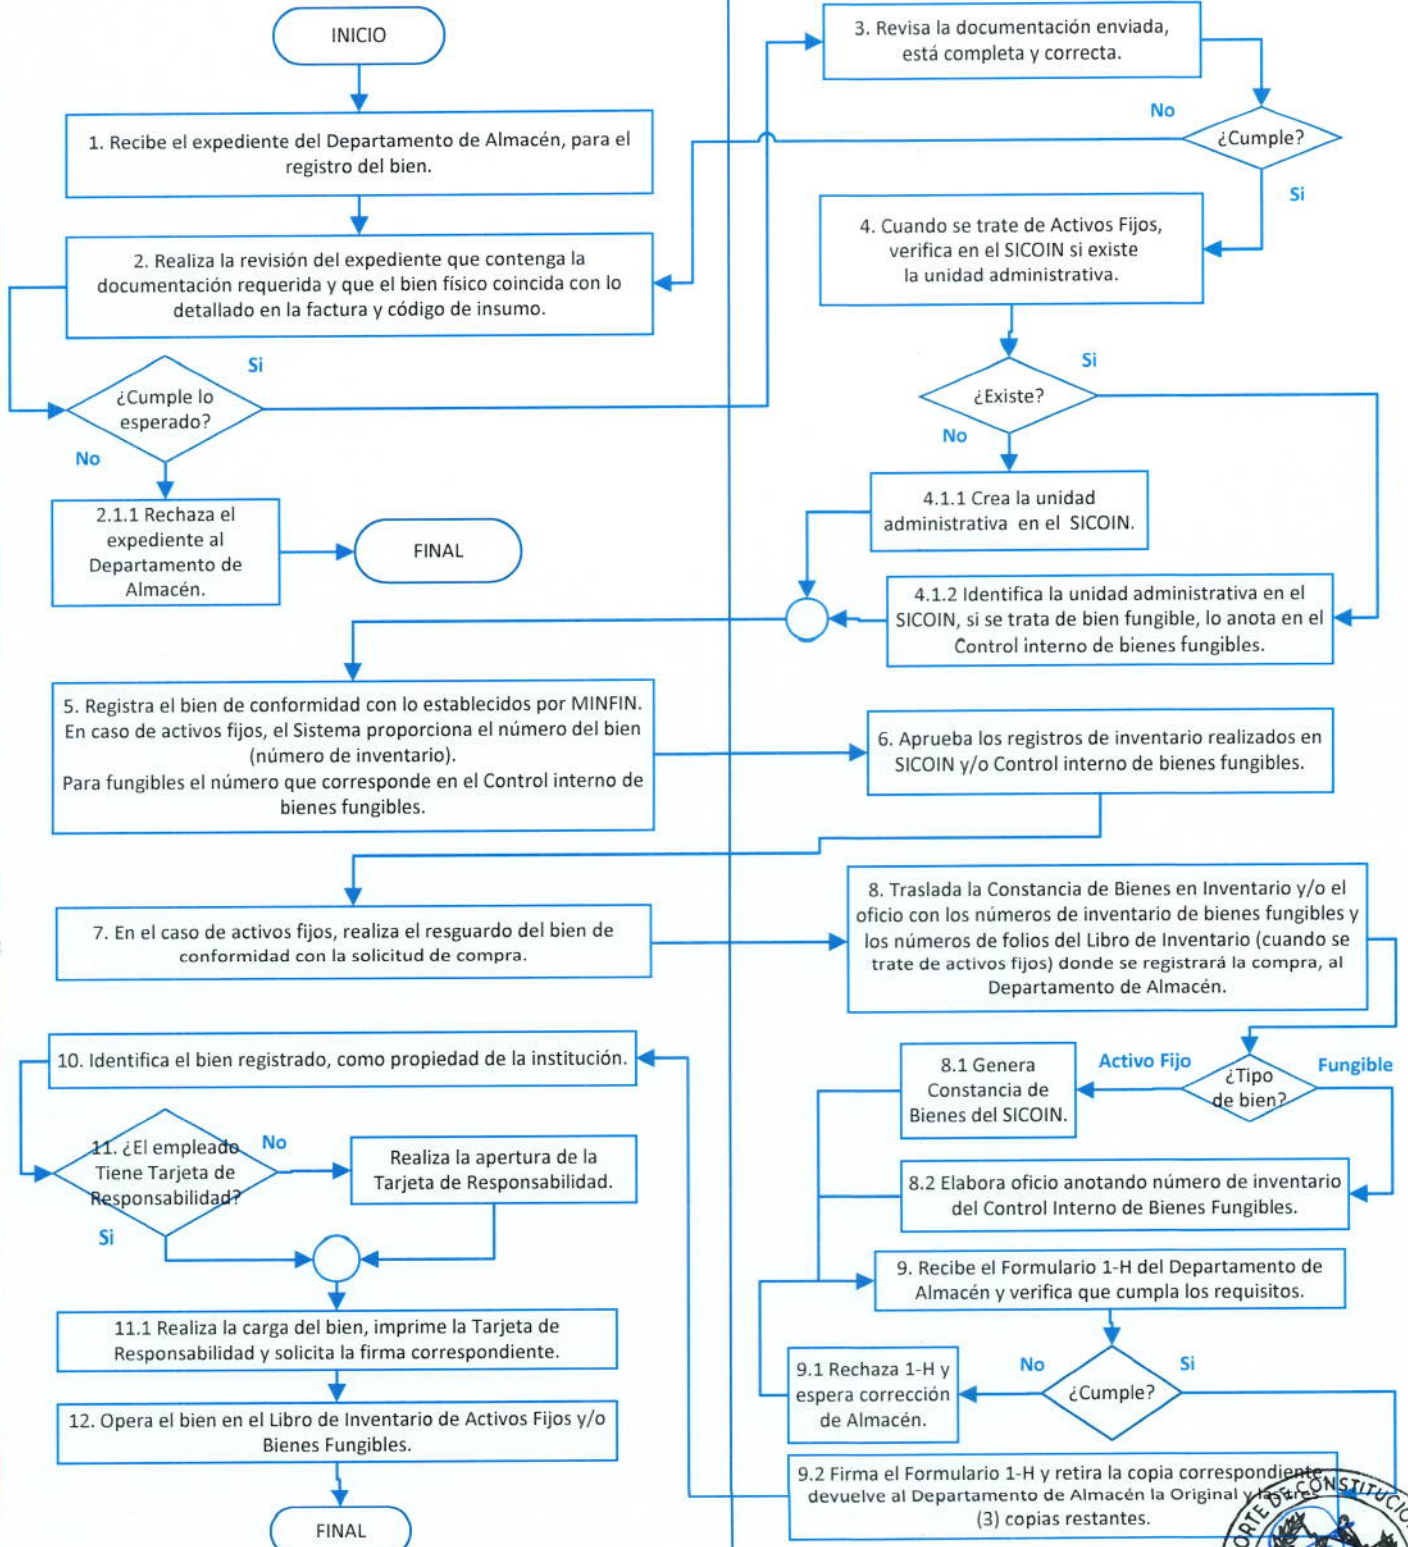 INICIO
1. Recibe el expediente del Departamento de Almacén, para el
registro del bien.
2. Realiza la revisión del expediente que contenga la
documentación requerida y que el bien físico coincida con lo
detallado en la factura y código de insumo.
Si
¿Cumple lo
esperado?
No
2.1.1 Rechaza el
expediente al
Departamento de
Almacén.
FINAL
3. Revisa la documentación enviada,
está completa y correcta.
No
¿Cumple?
Si
4. Cuando se trate de Activos Fijos,
verifica en el SICOIN si existe
la unidad administrativa.
Si
¿Existe?
No
4.1.1 Crea la unidad
administrativa en el SICOIN.
4.1.2 Identifica la unidad administrativa en el
SICOIN, si se trata de bien fungible, lo anota en el
Control interno de bienes fungibles.
5. Registra el bien de conformidad con lo establecidos por MINFIN.
En caso de activos fijos, el Sistema proporciona el número del bien
(número de inventario).
Para fungibles el número que corresponde en el Control interno de
bienes fungibles.
6. Aprueba los registros de inventario realizados en
SICOIN y/o Control interno de bienes fungibles.
7. En el caso de activos fijos, realiza el resguardo del bien de
conformidad con la solicitud de compra.
8. Traslada la Constancia de Bienes en Inventario y/o el
oficio con los números de inventario de bienes fungibles y
los números de folios del Libro de Inventario (cuando se
trate de activos fijos) donde se registrará la compra, al
Departamento de Almacén.
Activo Fijo
¿Tipo
de bien?
Fungible
8.1 Genera
Constancia de
Bienes del SICOIN.
8.2 Elabora oficio anotando número de inventario
del Control Interno de Bienes Fungibles.
9. Recibe el Formulario 1-H del Departamento de
Almacén y verifica que cumpla los requisitos.
No
¿Cumple?
Si
9.1 Rechaza 1-H y
espera corrección
de Almacén.
9.2 Firma el Formulario 1-H y retira la copia correspondiente
devuelve al Departamento de Almacén la Original y las tres
(3) copias restantes.
10. Identifica el bien registrado, como propiedad de la institución.
11. ¿El empleado
Tiene Tarjeta de
Responsabilidad?
No
Realiza la apertura de la
Tarjeta de Responsabilidad.
Si
11.1 Realiza la carga del bien, imprime la Tarjeta de
Responsabilidad y solicita la firma correspondiente.
12. Opera el bien en el Libro de Inventario de Activos Fijos y/o
Bienes Fungibles.
FINAL